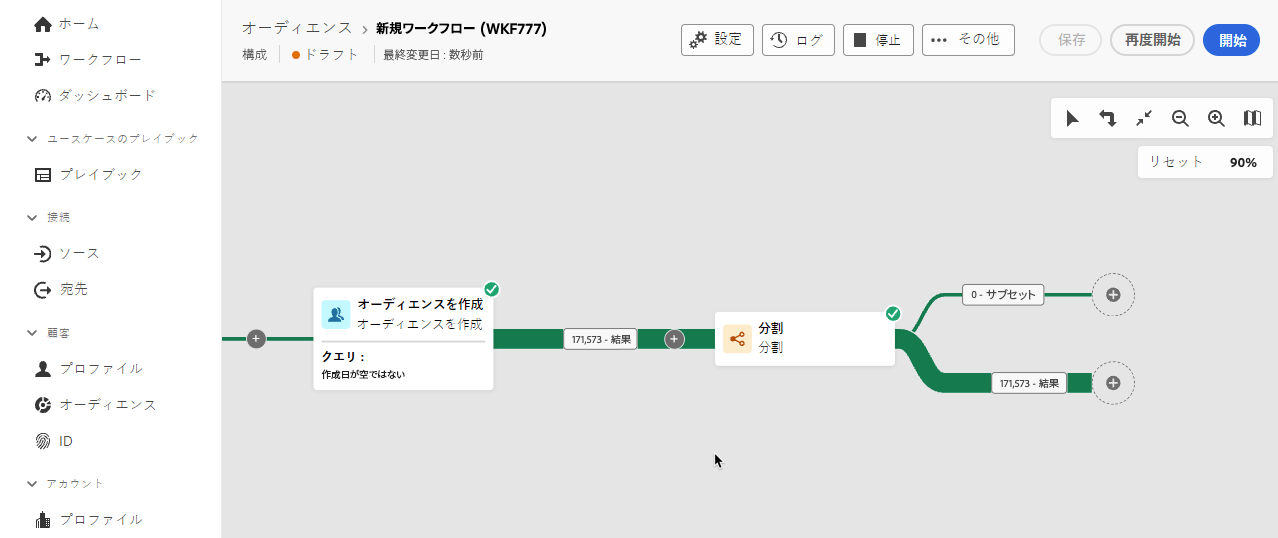 ホーム
ワークフロー
ダッシュボード
ユースケースのプレイブック
プレイブック
接続
ソース
宛先
顧客
プロファイル
オーディエンス
ID
アカウント
プロファイル
オーディエンス 新規ワークフロー (WKF777)
構成 ドラフト 最終変更日 : 数秒前
設定 ログ 停止 その他 保存 再度開始 開始
リセット 90%
オーディエンスを作成
オーディエンスを作成
クエリ :
作成日が空ではない
171,573 - 結果
分割
分割
0 - サブセット
171,573 - 結果